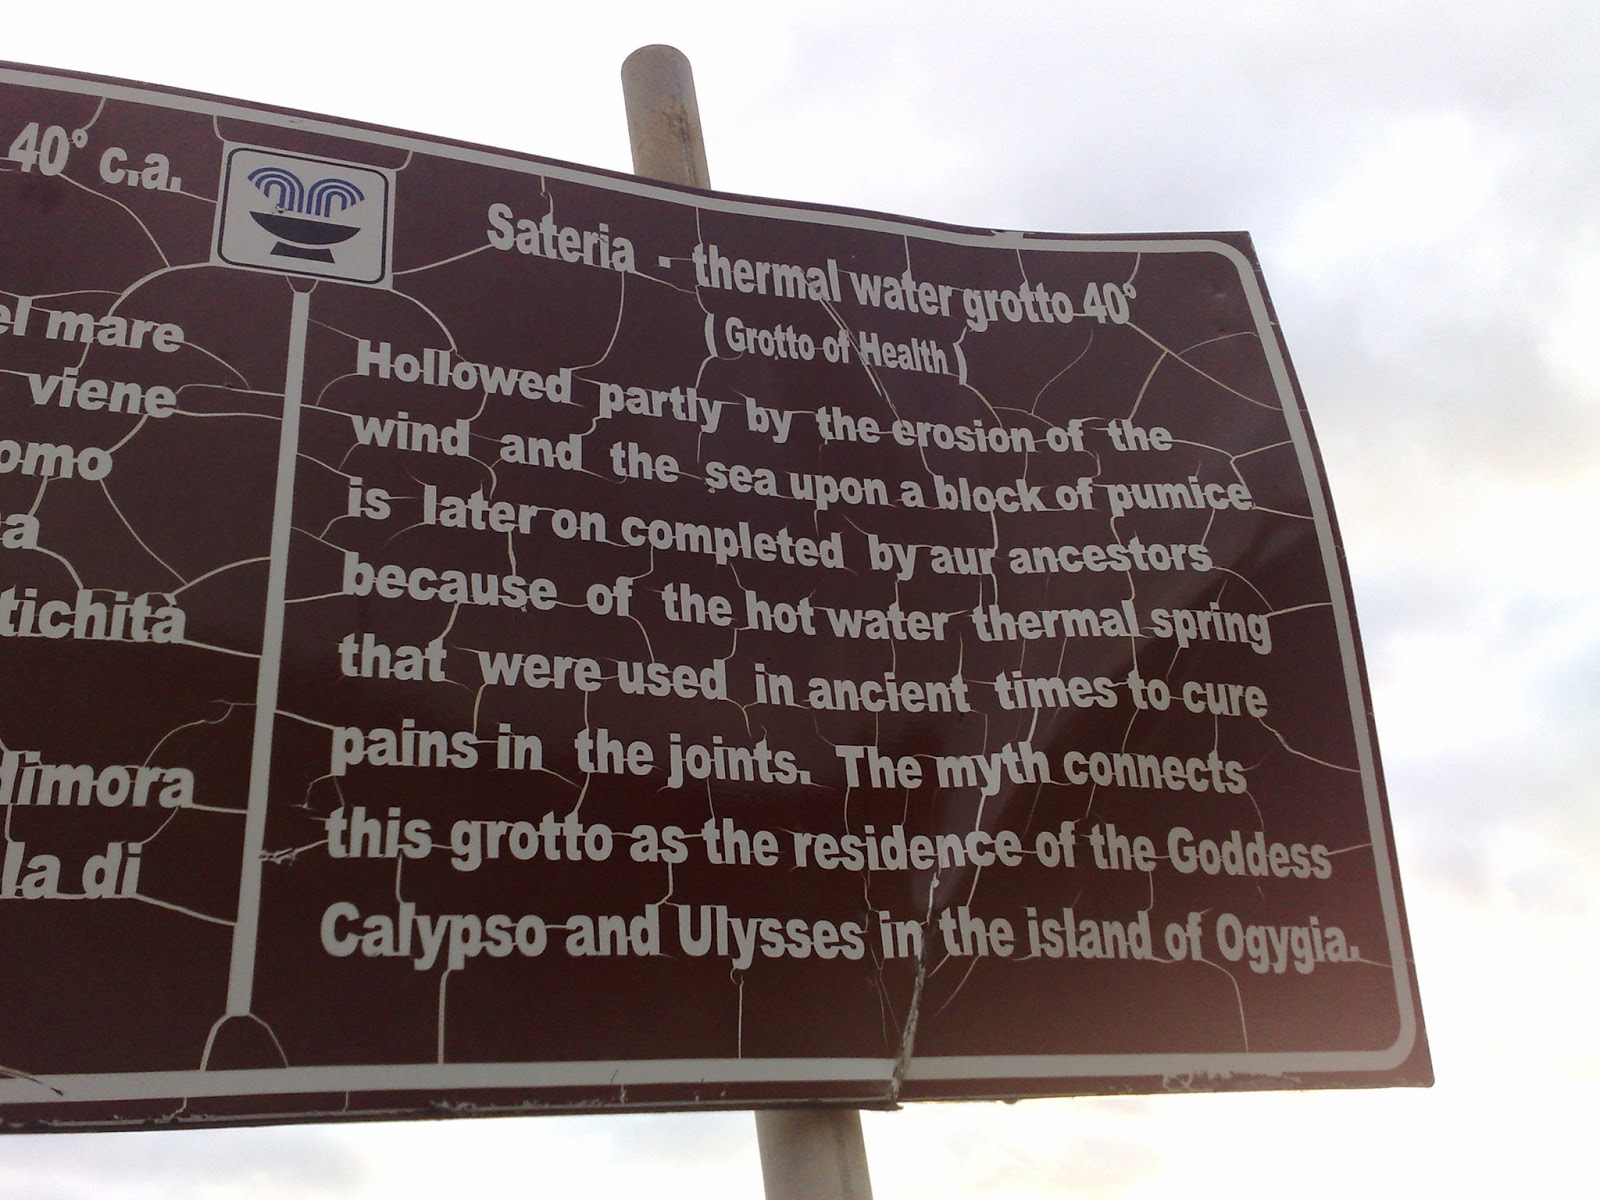 40° c.a.
el mare
viene
omo
a
tichità
dimora
la di
Sateria - thermal water grotto 40°
(Grotto of Health)
Hollowed partly by the erosion of the
wind and the sea upon a block of pumice
is later on completed by aur ancestors
because of the hot water thermal spring
that were used in ancient times to cure
pains in the joints. The myth connects
this grotto as the residence of the Goddess
Calypso and Ulysses in the island of Ogygia.